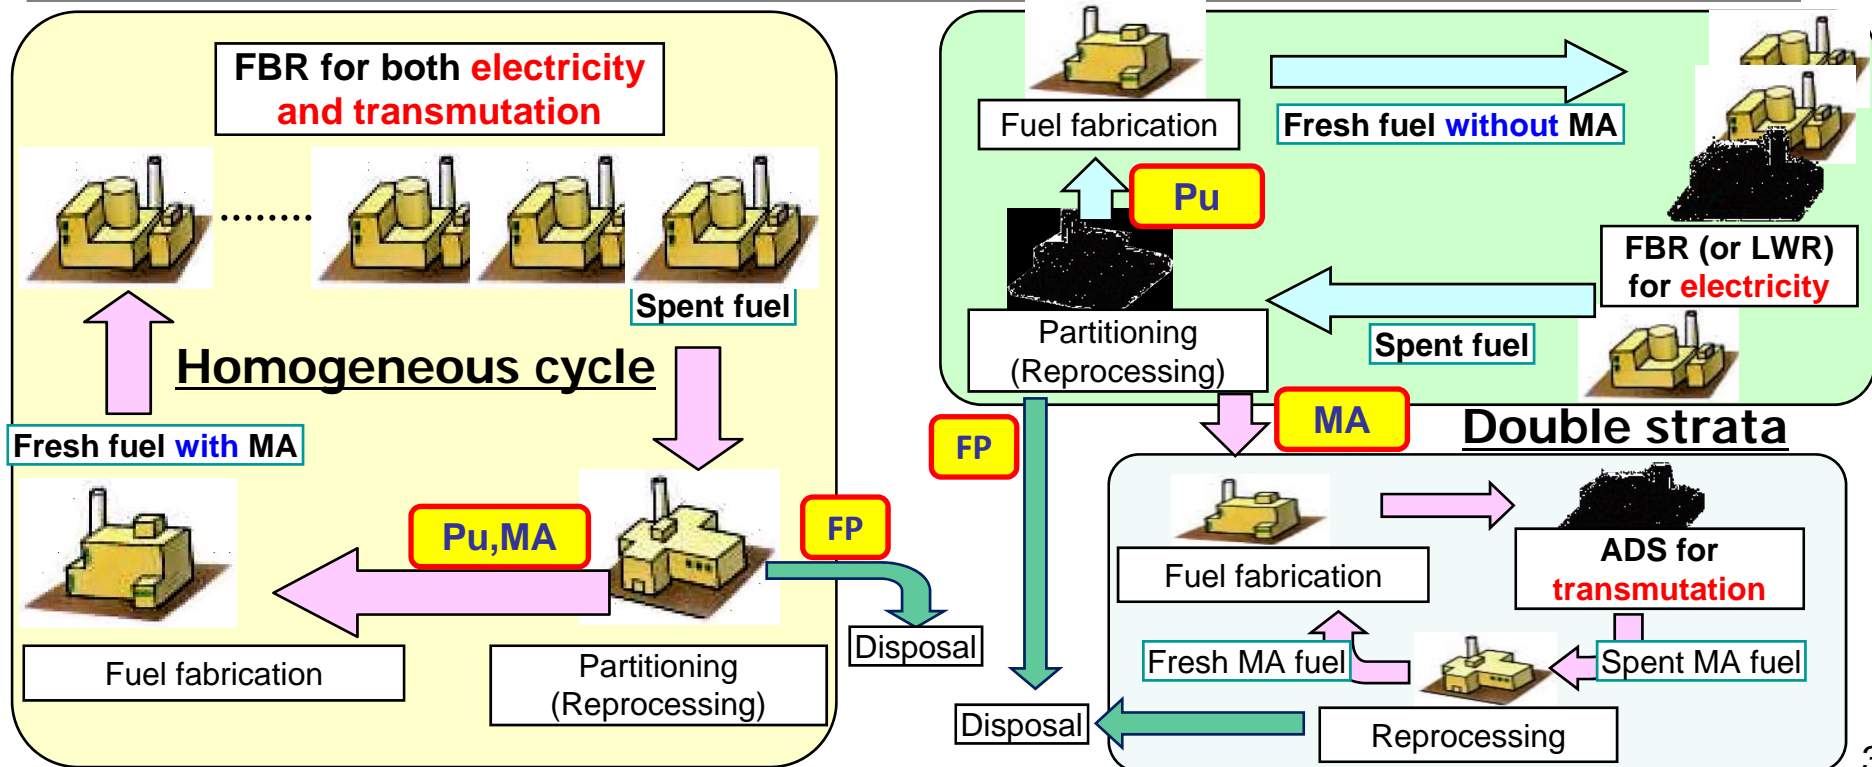 FBR for both electricity
and transmutation
........
Spent fuel
Homogeneous cycle
Fresh fuel with MA
Pu,MA
FP
Disposal
Fuel fabrication
Partitioning
(Reprocessing)
Fuel fabrication
Fresh fuel without MA
Pu
FBR (or LWR)
for electricity
Spent fuel
Partitioning
(Reprocessing)
FP
MA
Double strata
Fuel fabrication
ADS for
transmutation
Fresh MA fuel
Spent MA fuel
Reprocessing
Disposal